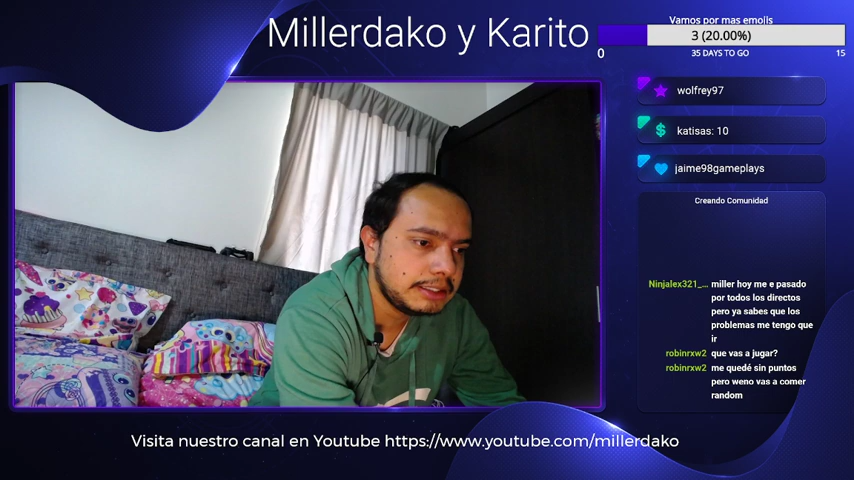 Millerdako y Karito
Vamos por mas emojis
3 (20.00%)
0
35 DAYS TO GO
15
wolfrey97
katisas: 10
jaime98gameplays
Creando Comunidad
Ninjalex321_... miller hoy me e pasado
por todos los directos
pero ya sabes que los
problemas me tengo que
ir
robinrxw2 que vas a jugar?
robinrxw2 me quedé sin puntos
pero weno vas a comer
random
Visita nuestro canal en Youtube https://www.youtube.com/millerdako